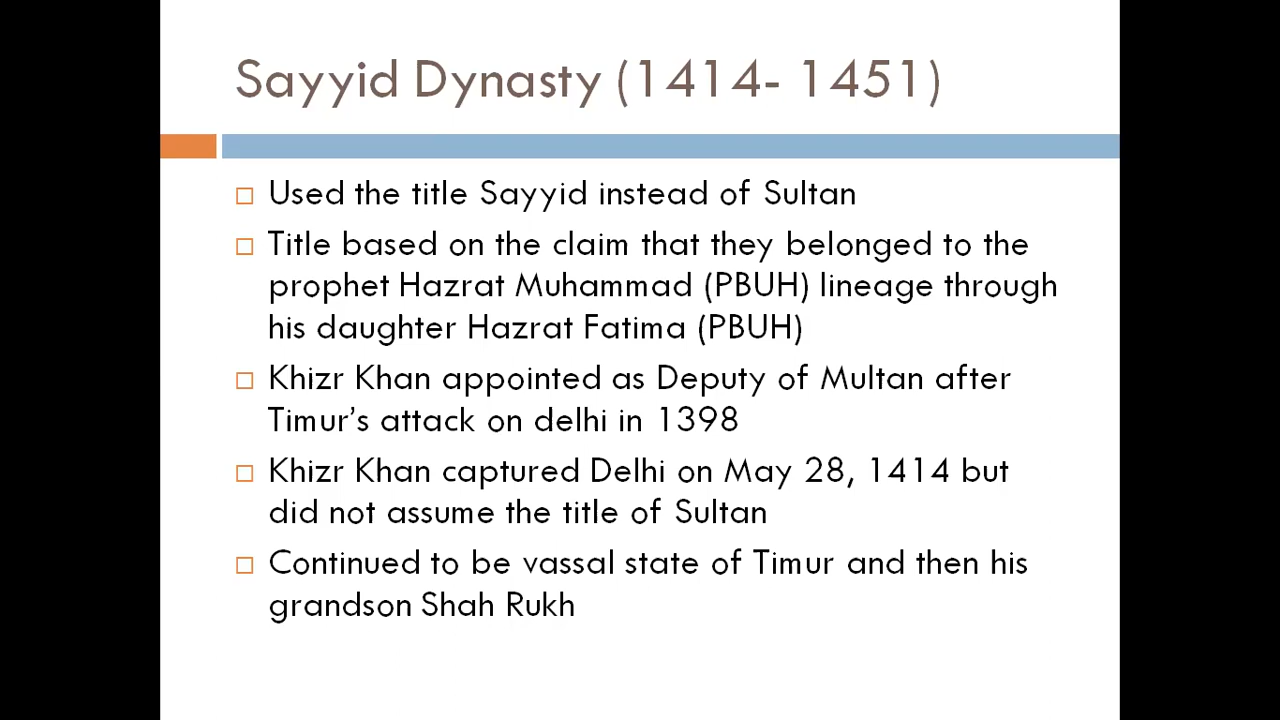 Sayyid Dynasty (1414- 1451)
Used the title Sayyid instead of Sultan
Title based on the claim that they belonged to the
prophet Hazrat Muhammad (PBUH) lineage through
his daughter Hazrat Fatima (PBUH)
Khizr Khan appointed as Deputy of Multan after
Timur's attack on delhi in 1398
Khizr Khan captured Delhi on May 28, 1414 but
did not assume the title of Sultan
Continued to be vassal state of Timur and then his
grandson Shah Rukh